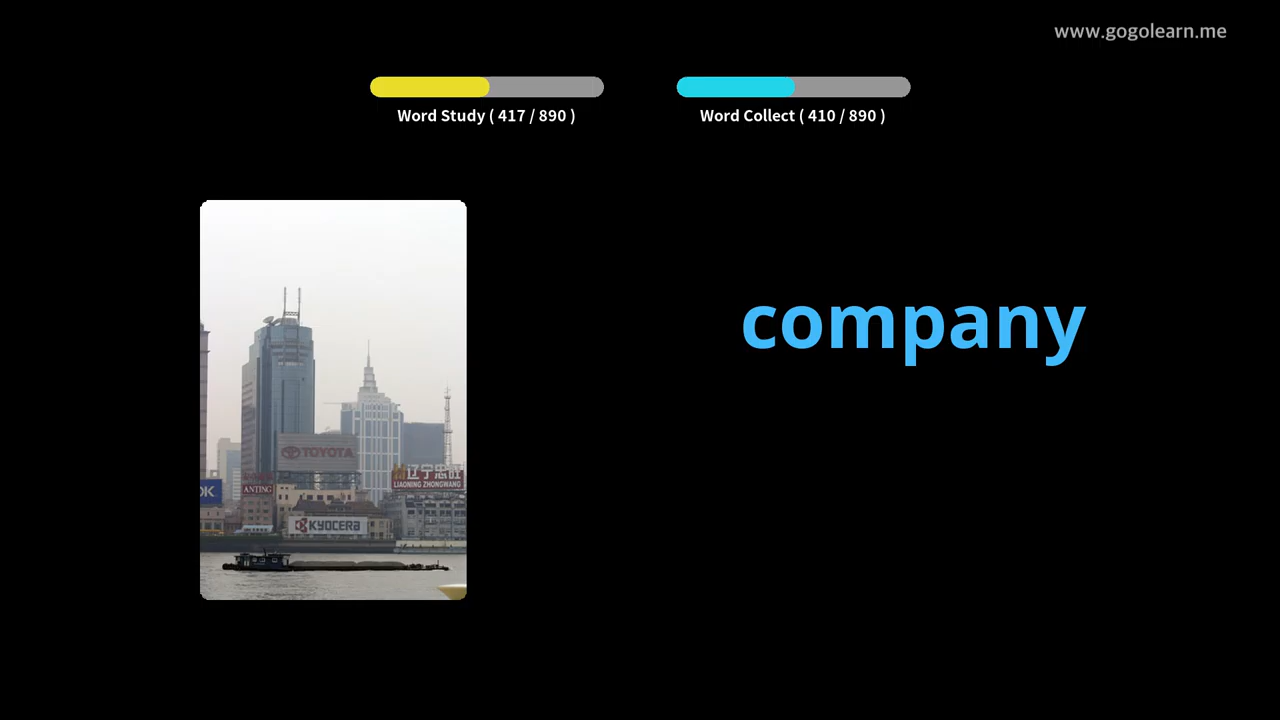 www.gogolearn.me
Word Study ( 417 / 890 )
Word Collect ( 410 / 890 )
company
TOYOTA
辽宁忠旺
LIAONING ZHONGWANG
OK
ANTING
KYOCERA